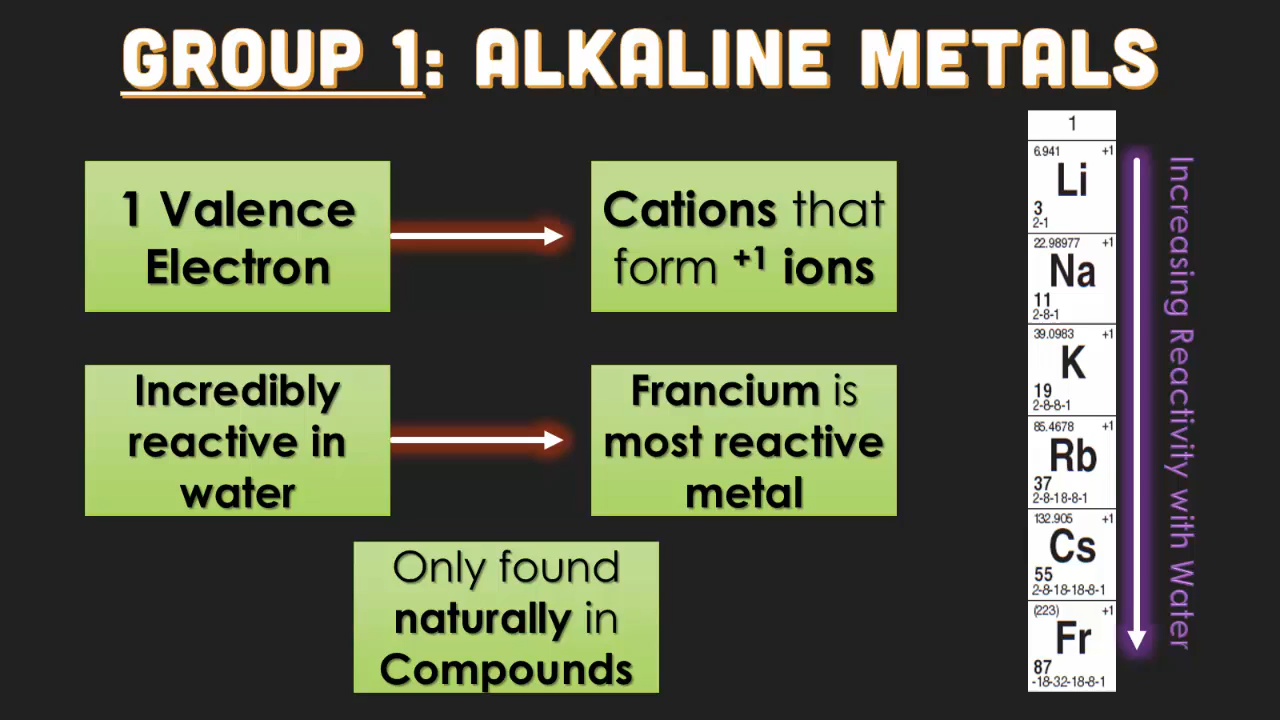 GROUP 1: ALKALINE METALS
1 Valence
Electron
Cations that
form +1 ions
Incredibly
reactive in
water
Francium is
most reactive
metal
Only found
naturally in
Compounds
1
6.941 +1
Li
3
2-1
22.98977 +1
Na
11
2-8-1
39.0983 +1
K
19
2-8-8-1
85.4678 +1
Rb
37
2-8-18-8-1
132.905 +1
Cs
55
2-8-18-18-8-1
(223) +1
Fr
87
-18-32-18-8-1
Increasing Reactivity with Water